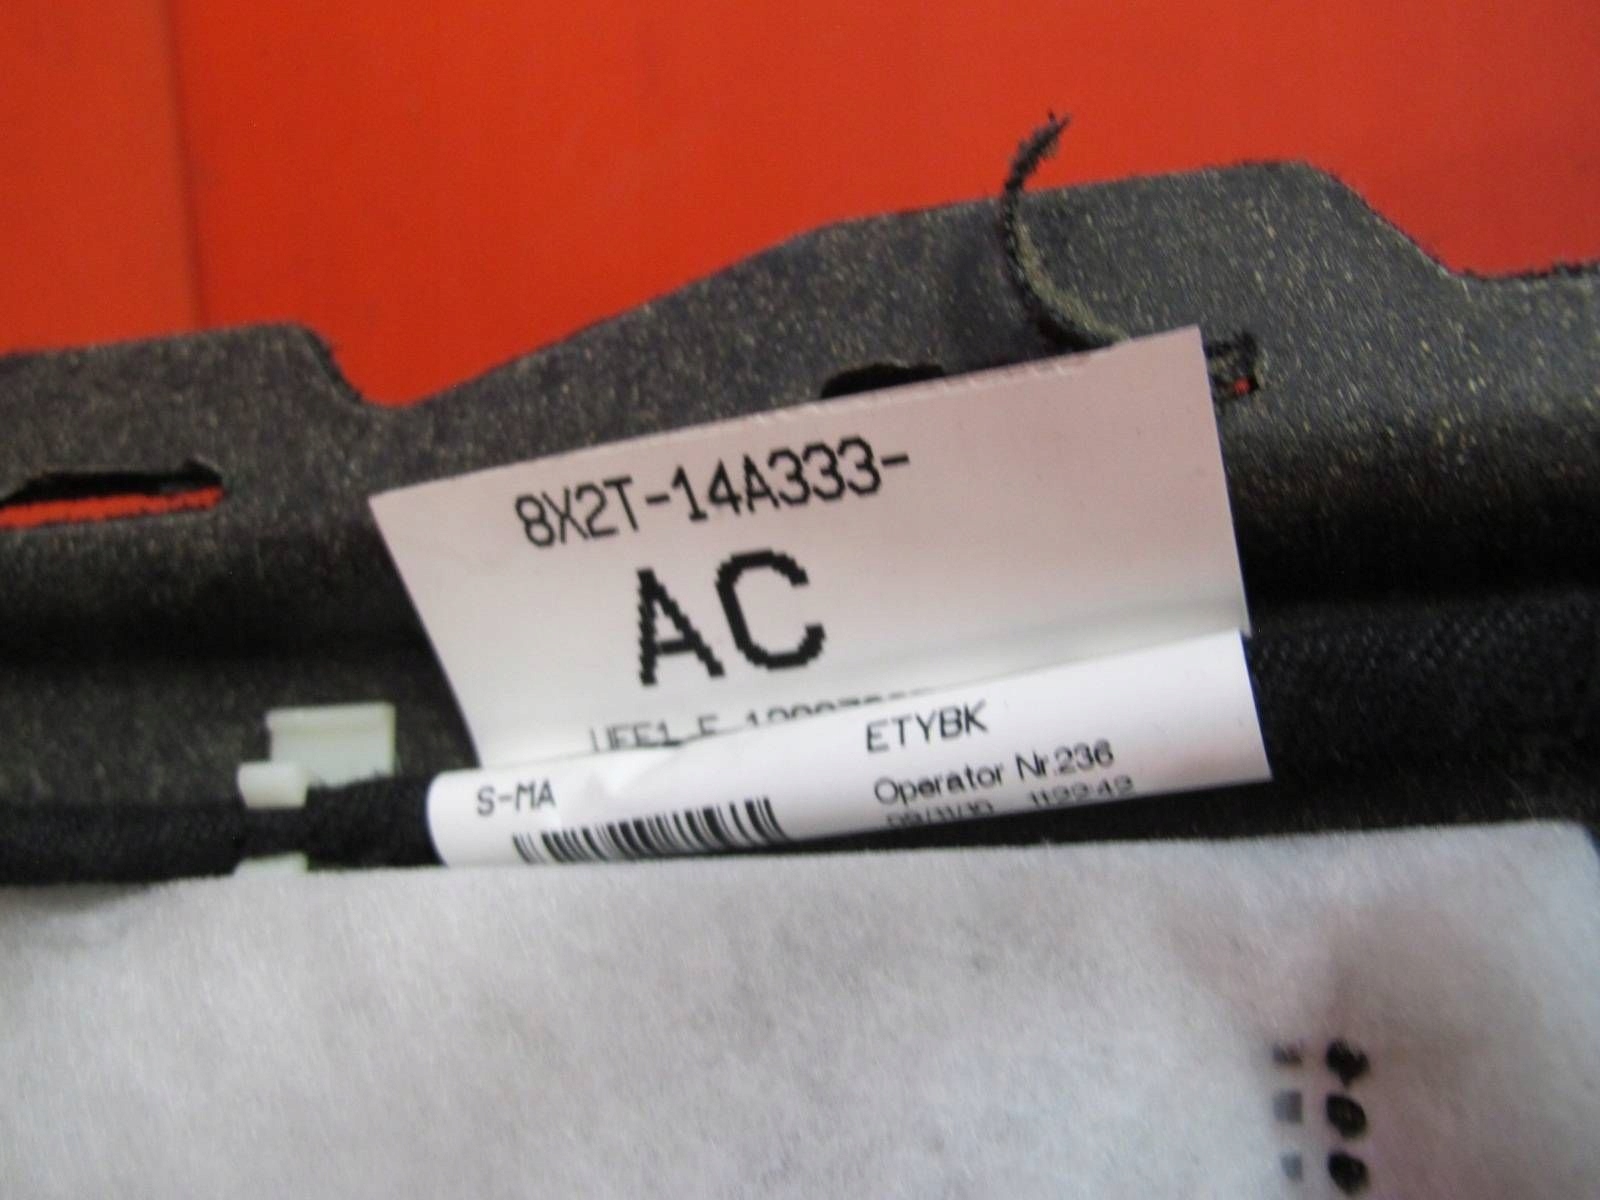 8X2T-14A333-
AC
S-MA
ETYBK
Operator Nr.236